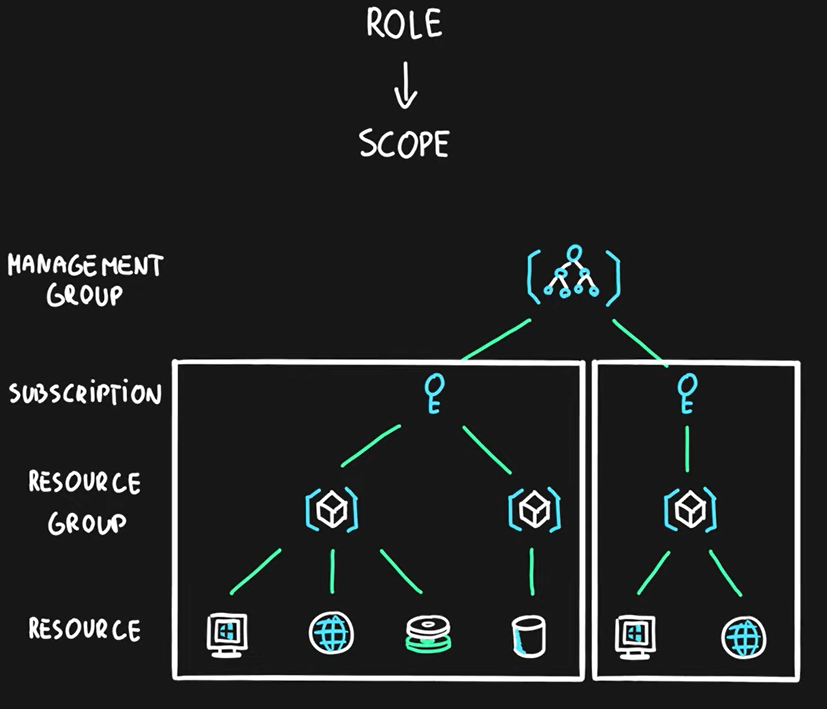 ROLE
SCOPE
MANAGEMENT
GROUP
SUBSCRIPTION
RESOURCE
GROUP
RESOURCE